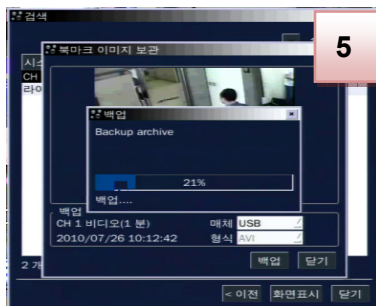 검색
5
북마크 이미지 보관
시스
CH
라이
백업
Backup archive
21%
백업....
백업
CH 1 비디오(1 분) 매체 USB
2010/07/26 10:12:42 형식 AVI
백업 닫기
2 개
< 이전 화면표시 닫기